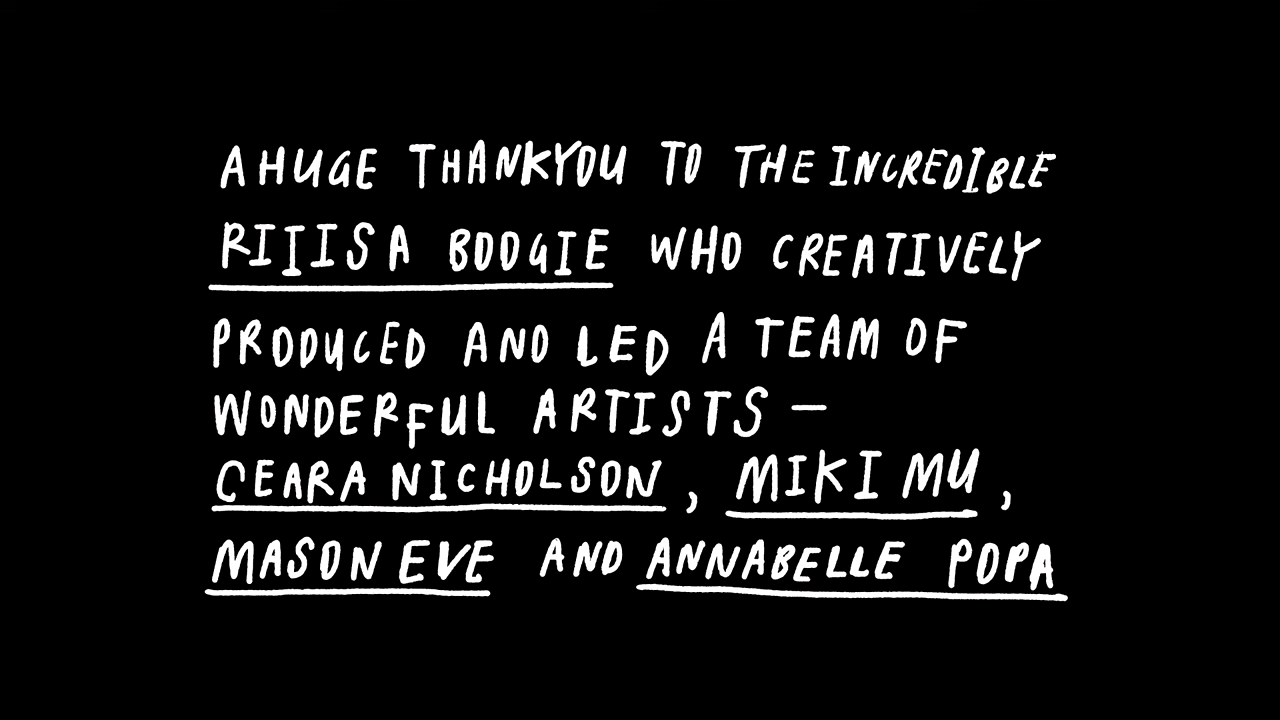 A HUGE THANKYOU TO THE INCREDIBLE
RIIISA BOOGIE WHO CREATIVELY
PRODUCED AND LED A TEAM OF
WONDERFUL ARTISTS –
CEARA NICHOLSON, MIKI MU,
MASON EVE AND ANNABELLE POPA